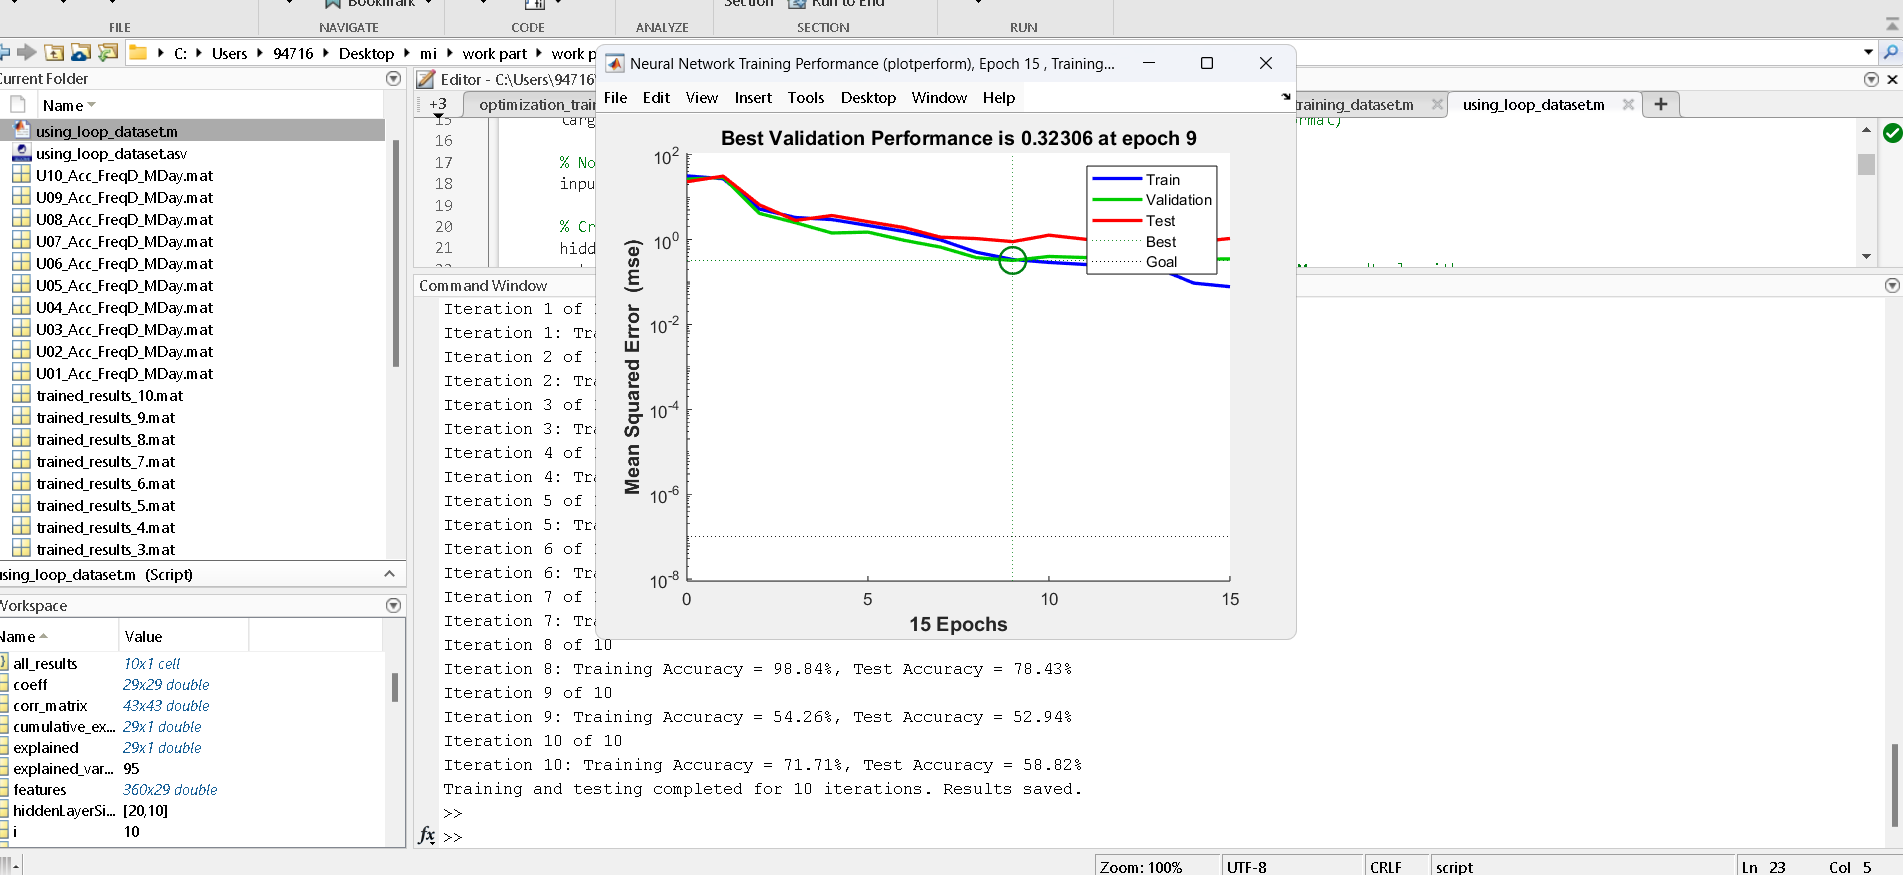 Bookmark
Section
Run to End
FILE
NAVIGATE
CODE
ANALYZE
SECTION
RUN
C: Users 94716 Desktop mi work part work p
Current Folder
Name
using_loop_dataset.m
using_loop_dataset.asv
U10_Acc_FreqD_MDay.mat
U09_Acc_FreqD_MDay.mat
U08_Acc_FreqD_MDay.mat
U07_Acc_FreqD_MDay.mat
U06_Acc_FreqD_MDay.mat
U05_Acc_FreqD_MDay.mat
U04_Acc_FreqD_MDay.mat
U03_Acc_FreqD_MDay.mat
U02_Acc_FreqD_MDay.mat
U01_Acc_FreqD_MDay.mat
trained_results_10.mat
trained_results_9.mat
trained_results_8.mat
trained_results_7.mat
trained_results_6.mat
trained_results_5.mat
trained_results_4.mat
trained_results_3.mat
using_loop_dataset.m (Script)
Workspace
Name Value
all_results 10x1 cell
coeff 29x29 double
corr_matrix 43x43 double
cumulative_ex... 29x1 double
explained 29x1 double
explained_var... 95
features 360x29 double
hiddenLayerSi... [20,10]
i 10
Editor - C:\Users\94716\
+3 optimization_trai
training_dataset.m
using_loop_dataset.m
15
16
17 % No
18 inpu
19
20 % Cr
21 hidd
Neural Network Training Performance (plotperform), Epoch 15 , Training...
File Edit View Insert Tools Desktop Window Help
Best Validation Performance is 0.32306 at epoch 9
Mean Squared Error (mse)
10^2
10^0
10^-2
10^-4
10^-6
10^-8
0 5 10 15
15 Epochs
Train
Validation
Test
Best
Goal
Command Window
Iteration 1 of
Iteration 1: Tra
Iteration 2 of
Iteration 2: Tra
Iteration 3 of
Iteration 3: Tra
Iteration 4 of
Iteration 4: Tra
Iteration 5 of
Iteration 5: Tra
Iteration 6 of
Iteration 6: Tra
Iteration 7 of
Iteration 7: Tra
Iteration 8 of 10
Iteration 8: Training Accuracy = 98.84%, Test Accuracy = 78.43%
Iteration 9 of 10
Iteration 9: Training Accuracy = 54.26%, Test Accuracy = 52.94%
Iteration 10 of 10
Iteration 10: Training Accuracy = 71.71%, Test Accuracy = 58.82%
Training and testing completed for 10 iterations. Results saved.
>>
fx >>
Zoom: 100% UTF-8 CRLF script Ln 23 Col 5